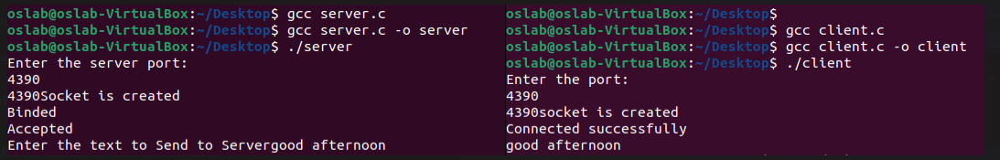 oslab@oslab-VirtualBox:~/Desktop$ gcc server.c
oslab@oslab-VirtualBox:~/Desktop$ gcc server.c -o server
oslab@oslab-VirtualBox:~/Desktop$ ./server
Enter the server port:
4390
4390Socket is created
Binded
Accepted
Enter the text to Send to Servergood afternoon
oslab@oslab-VirtualBox:~/Desktop$
oslab@oslab-VirtualBox:~/Desktop$ gcc client.c
oslab@oslab-VirtualBox:~/Desktop$ gcc client.c -o client
oslab@oslab-VirtualBox:~/Desktop$ ./client
Enter the port:
4390
4390socket is created
Connected successfully
good afternoon